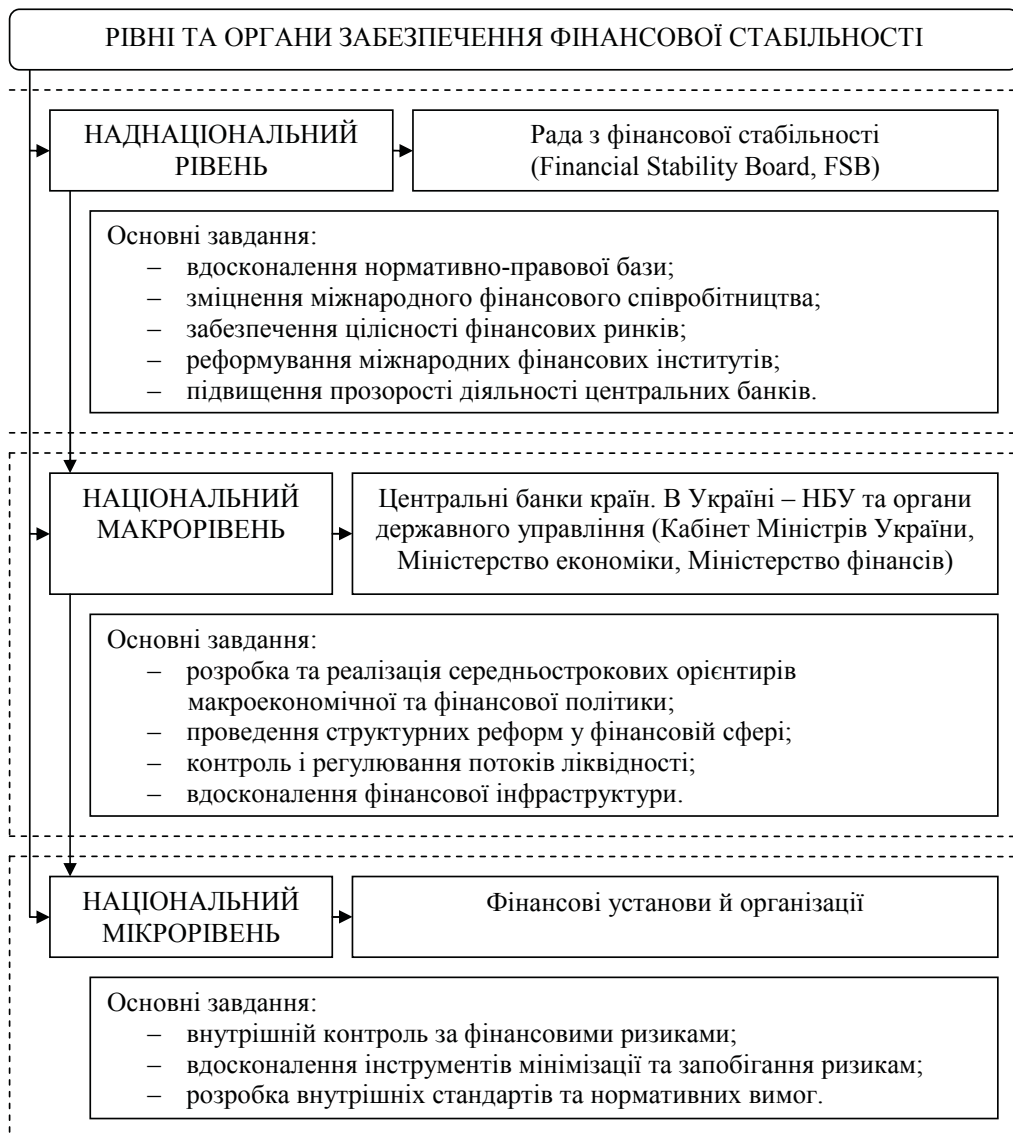 РІВНІ ТА ОРГАНИ ЗАБЕЗПЕЧЕННЯ ФІНАНСОВОЇ СТАБІЛЬНОСТІ
НАДНАЦІОНАЛЬНИЙ
РІВЕНЬ
Рада з фінансової стабільності
(Financial Stability Board, FSB)
Основні завдання:
– вдосконалення нормативно-правової бази;
– зміцнення міжнародного фінансового співробітництва;
– забезпечення цілісності фінансових ринків;
– реформування міжнародних фінансових інститутів;
– підвищення прозорості діяльності центральних банків.
НАЦІОНАЛЬНИЙ
МАКРОРІВЕНЬ
Центральні банки країн. В Україні – НБУ та органи
державного управління (Кабінет Міністрів України,
Міністерство економіки, Міністерство фінансів)
Основні завдання:
– розробка та реалізація середньострокових орієнтирів
макроекономічної та фінансової політики;
– проведення структурних реформ у фінансовій сфері;
– контроль і регулювання потоків ліквідності;
– вдосконалення фінансової інфраструктури.
НАЦІОНАЛЬНИЙ
МІКРОРІВЕНЬ
Фінансові установи й організації
Основні завдання:
– внутрішній контроль за фінансовими ризиками;
– вдосконалення інструментів мінімізації та запобігання ризикам;
– розробка внутрішніх стандартів та нормативних вимог.